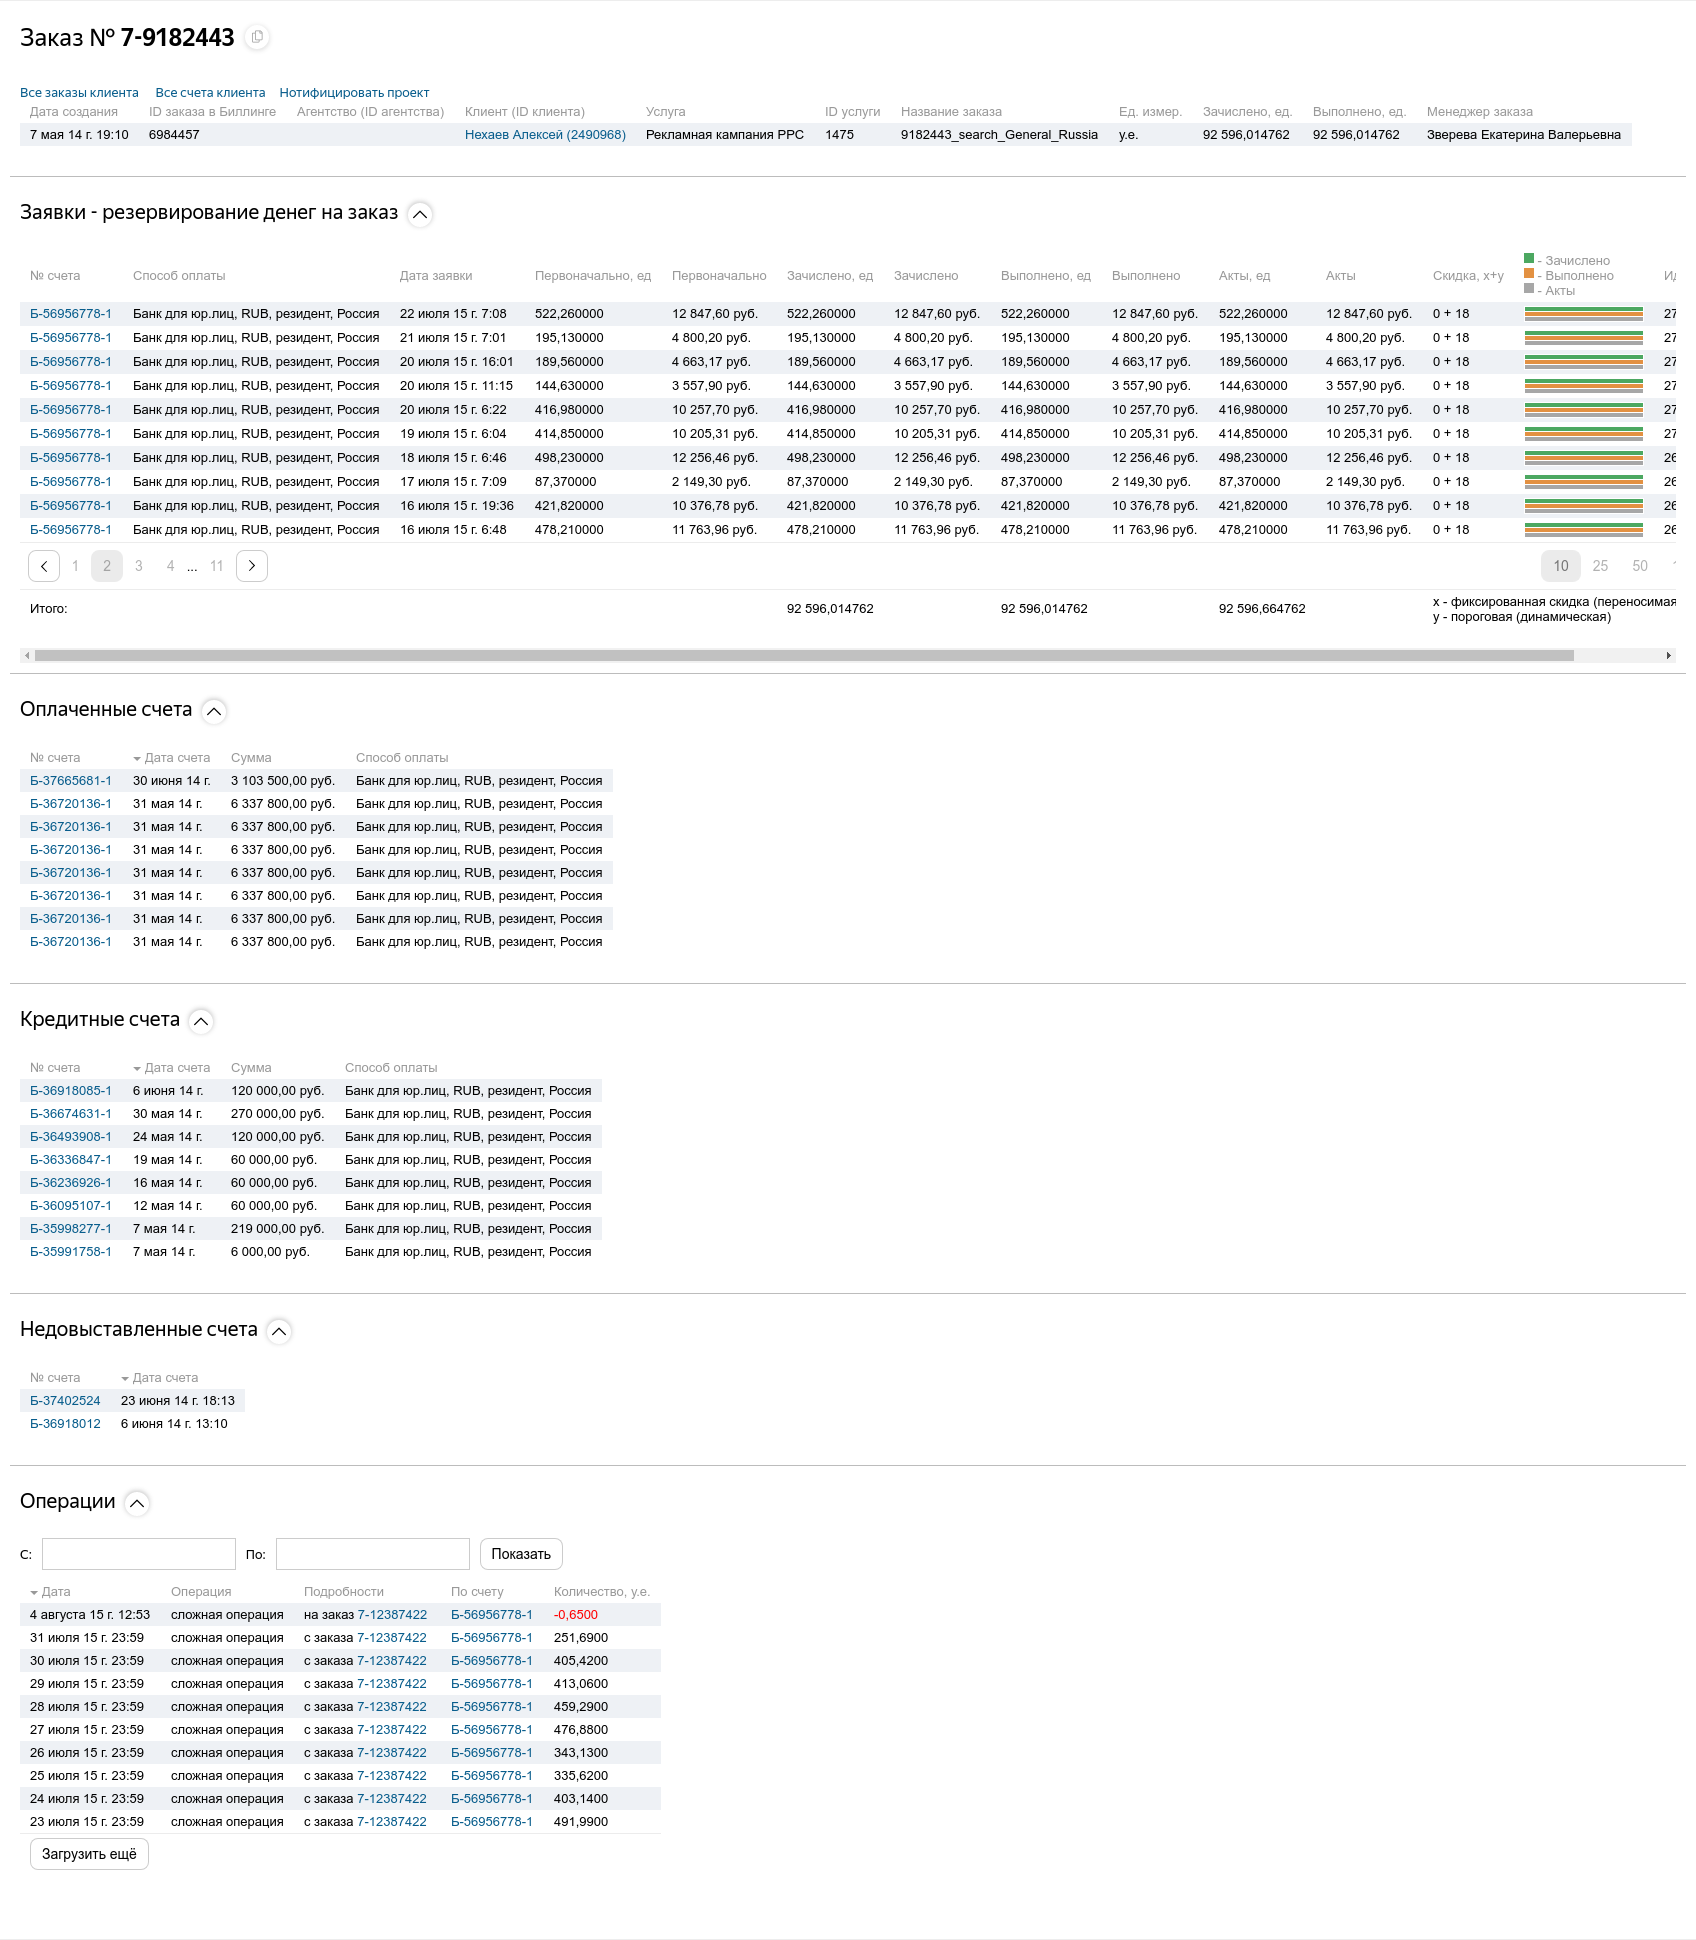 Заказ № 7-9182443
Все заказы клиента Все счета клиента Нотифицировать проект
Дата создания ID заказа в Биллинге Агентство (ID агентства) Клиент (ID клиента) Услуга ID услуги Название заказа Ед. измер. Зачислено, ед. Выполнено, ед. Менеджер заказа
7 мая 14 г. 19:10 6984457 Нехаев Алексей (2490968) Рекламная кампания РРС 1475 9182443_search_General_Russia у.е. 92 596,014762 92 596,014762 Зверева Екатерина Валерьевна
Заявки - резервирование денег на заказ
- Зачислено
№ счета Способ оплаты Дата заявки Первоначально, ед Первоначально Зачислено, ед Зачислено Выполнено, ед Выполнено Акты, ед Акты Скидка, x+y - Выполнено
- Акты
Б-56956778-1 Банк для юр.лиц, RUB, резидент, Россия 22 июля 15 г. 7:08 522,260000 12 847,60 руб. 522,260000 12 847,60 руб. 522,260000 12 847,60 руб. 522,260000 12 847,60 руб. 0 + 18 27
Б-56956778-1 Банк для юр.лиц, RUB, резидент, Россия 21 июля 15 г. 7:01 195,130000 4 800,20 руб. 195,130000 4 800,20 руб. 195,130000 4 800,20 руб. 195,130000 4 800,20 руб. 0 + 18 27
Б-56956778-1 Банк для юр.лиц, RUB, резидент, Россия 20 июля 15 г. 16:01 189,560000 4 663,17 руб. 189,560000 4 663,17 руб. 189,560000 4 663,17 руб. 189,560000 4 663,17 руб. 0 + 18 27
Б-56956778-1 Банк для юр.лиц, RUB, резидент, Россия 20 июля 15 г. 11:15 144,630000 3 557,90 руб. 144,630000 3 557,90 руб. 144,630000 3 557,90 руб. 144,630000 3 557,90 руб. 0 + 18 27
Б-56956778-1 Банк для юр.лиц, RUB, резидент, Россия 20 июля 15 г. 6:22 416,980000 10 257,70 руб. 416,980000 10 257,70 руб. 416,980000 10 257,70 руб. 416,980000 10 257,70 руб. 0 + 18 27
Б-56956778-1 Банк для юр.лиц, RUB, резидент, Россия 19 июля 15 г. 6:04 414,850000 10 205,31 руб. 414,850000 10 205,31 руб. 414,850000 10 205,31 руб. 414,850000 10 205,31 руб. 0 + 18 27
Б-56956778-1 Банк для юр.лиц, RUB, резидент, Россия 18 июля 15 г. 6:46 498,230000 12 256,46 руб. 498,230000 12 256,46 руб. 498,230000 12 256,46 руб. 498,230000 12 256,46 руб. 0 + 18 26
Б-56956778-1 Банк для юр.лиц, RUB, резидент, Россия 17 июля 15 г. 7:09 87,370000 2 149,30 руб. 87,370000 2 149,30 руб. 87,370000 2 149,30 руб. 87,370000 2 149,30 руб. 0 + 18 26
Б-56956778-1 Банк для юр.лиц, RUB, резидент, Россия 16 июля 15 г. 19:36 421,820000 10 376,78 руб. 421,820000 10 376,78 руб. 421,820000 10 376,78 руб. 421,820000 10 376,78 руб. 0 + 18 26
Б-56956778-1 Банк для юр.лиц, RUB, резидент, Россия 16 июля 15 г. 6:48 478,210000 11 763,96 руб. 478,210000 11 763,96 руб. 478,210000 11 763,96 руб. 478,210000 11 763,96 руб. 0 + 18 26
1 2 3 4 ... 11 10 25 50
Итого: 92 596,014762 92 596,014762 92 596,664762 x - фиксированная скидка (переносимая
y - пороговая (динамическая)
Оплаченные счета
№ счета Дата счета Сумма Способ оплаты
Б-37665681-1 30 июня 14 г. 3 103 500,00 руб. Банк для юр.лиц, RUB, резидент, Россия
Б-36720136-1 31 мая 14 г. 6 337 800,00 руб. Банк для юр.лиц, RUB, резидент, Россия
Б-36720136-1 31 мая 14 г. 6 337 800,00 руб. Банк для юр.лиц, RUB, резидент, Россия
Б-36720136-1 31 мая 14 г. 6 337 800,00 руб. Банк для юр.лиц, RUB, резидент, Россия
Б-36720136-1 31 мая 14 г. 6 337 800,00 руб. Банк для юр.лиц, RUB, резидент, Россия
Б-36720136-1 31 мая 14 г. 6 337 800,00 руб. Банк для юр.лиц, RUB, резидент, Россия
Б-36720136-1 31 мая 14 г. 6 337 800,00 руб. Банк для юр.лиц, RUB, резидент, Россия
Б-36720136-1 31 мая 14 г. 6 337 800,00 руб. Банк для юр.лиц, RUB, резидент, Россия
Кредитные счета
№ счета Дата счета Сумма Способ оплаты
Б-36918085-1 6 июня 14 г. 120 000,00 руб. Банк для юр.лиц, RUB, резидент, Россия
Б-36674631-1 30 мая 14 г. 270 000,00 руб. Банк для юр.лиц, RUB, резидент, Россия
Б-36493908-1 24 мая 14 г. 120 000,00 руб. Банк для юр.лиц, RUB, резидент, Россия
Б-36336847-1 19 мая 14 г. 60 000,00 руб. Банк для юр.лиц, RUB, резидент, Россия
Б-36236926-1 16 мая 14 г. 60 000,00 руб. Банк для юр.лиц, RUB, резидент, Россия
Б-36095107-1 12 мая 14 г. 60 000,00 руб. Банк для юр.лиц, RUB, резидент, Россия
Б-35998277-1 7 мая 14 г. 219 000,00 руб. Банк для юр.лиц, RUB, резидент, Россия
Б-35991758-1 7 мая 14 г. 6 000,00 руб. Банк для юр.лиц, RUB, резидент, Россия
Недовыставленные счета
№ счета Дата счета
Б-37402524 23 июня 14 г. 18:13
Б-36918012 6 июня 14 г. 13:10
Операции
С: По: Показать
Дата Операция Подробности По счету Количество, у.е.
4 августа 15 г. 12:53 сложная операция на заказ 7-12387422 Б-56956778-1 -0,6500
31 июля 15 г. 23:59 сложная операция с заказа 7-12387422 Б-56956778-1 251,6900
30 июля 15 г. 23:59 сложная операция с заказа 7-12387422 Б-56956778-1 405,4200
29 июля 15 г. 23:59 сложная операция с заказа 7-12387422 Б-56956778-1 413,0600
28 июля 15 г. 23:59 сложная операция с заказа 7-12387422 Б-56956778-1 459,2900
27 июля 15 г. 23:59 сложная операция с заказа 7-12387422 Б-56956778-1 476,8800
26 июля 15 г. 23:59 сложная операция с заказа 7-12387422 Б-56956778-1 343,1300
25 июля 15 г. 23:59 сложная операция с заказа 7-12387422 Б-56956778-1 335,6200
24 июля 15 г. 23:59 сложная операция с заказа 7-12387422 Б-56956778-1 403,1400
23 июля 15 г. 23:59 сложная операция с заказа 7-12387422 Б-56956778-1 491,9900
Загрузить ещё